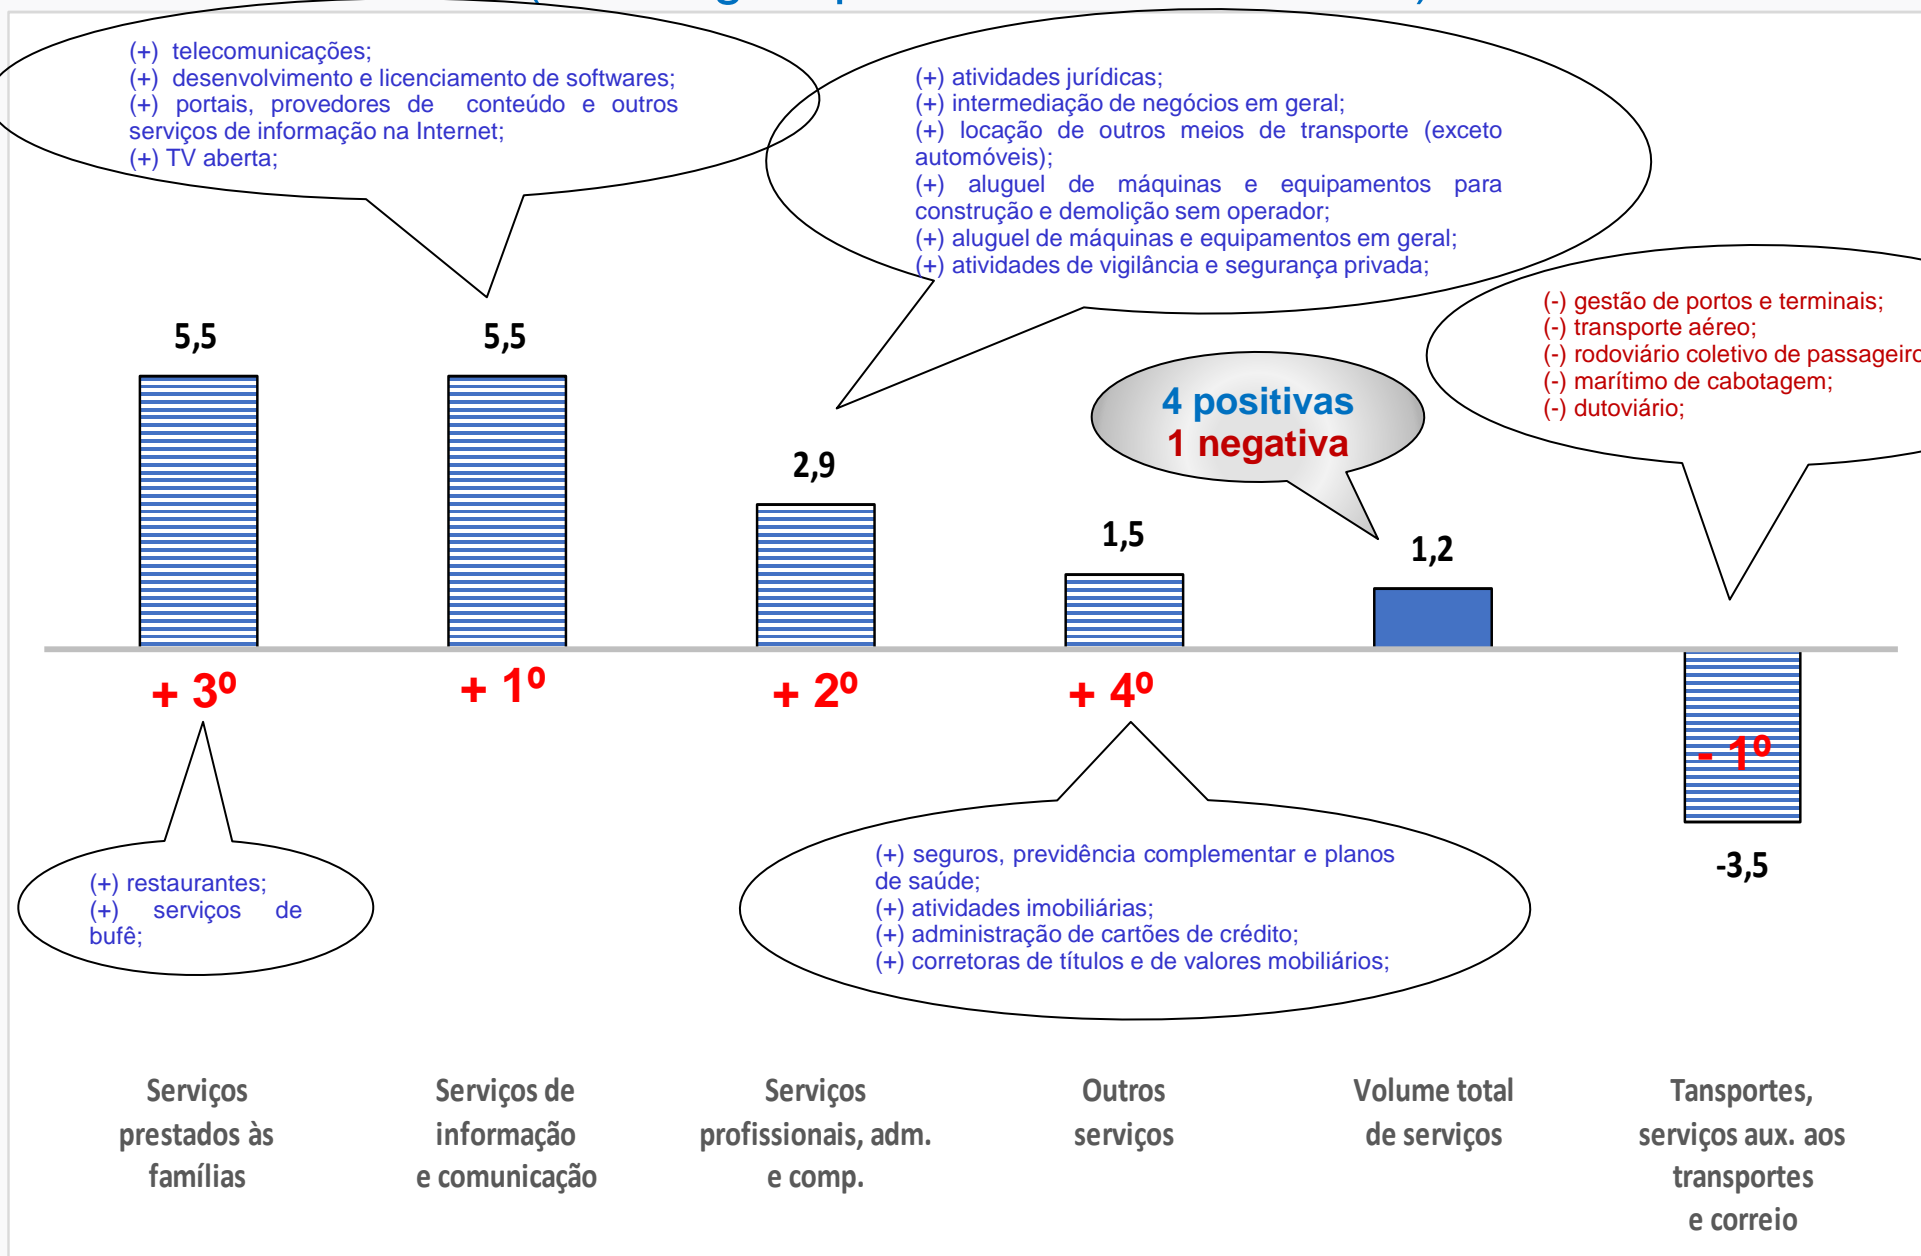 (+) telecomunicações;
(+) desenvolvimento e licenciamento de softwares;
(+) portais, provedores de conteúdo e outros
serviços de informação na Internet;
(+) TV aberta;
(+) atividades jurídicas;
(+) intermediação de negócios em geral;
(+) locação de outros meios de transporte (exceto
automóveis);
(+) aluguel de máquinas e equipamentos para
construção e demolição sem operador;
(+) aluguel de máquinas e equipamentos em geral;
(+) atividades de vigilância e segurança privada;
(-) gestão de portos e terminais;
(-) transporte aéreo;
(-) rodoviário coletivo de passageiro
(-) marítimo de cabotagem;
(-) dutoviário;
5,5
5,5
2,9
4 positivas
1 negativa
1,5
1,2
+ 3º
+ 1º
+ 2º
+ 4º
- 1º
-3,5
(+) restaurantes;
(+) serviços de
bufê;
(+) seguros, previdência complementar e planos
de saúde;
(+) atividades imobiliárias;
(+) administração de cartões de crédito;
(+) corretoras de títulos e de valores mobiliários;
Serviços
prestados às
famílias
Serviços de
informação
e comunicação
Serviços
profissionais, adm.
e comp.
Outros
serviços
Volume total
de serviços
Tansportes,
serviços aux. aos
transportes
e correio